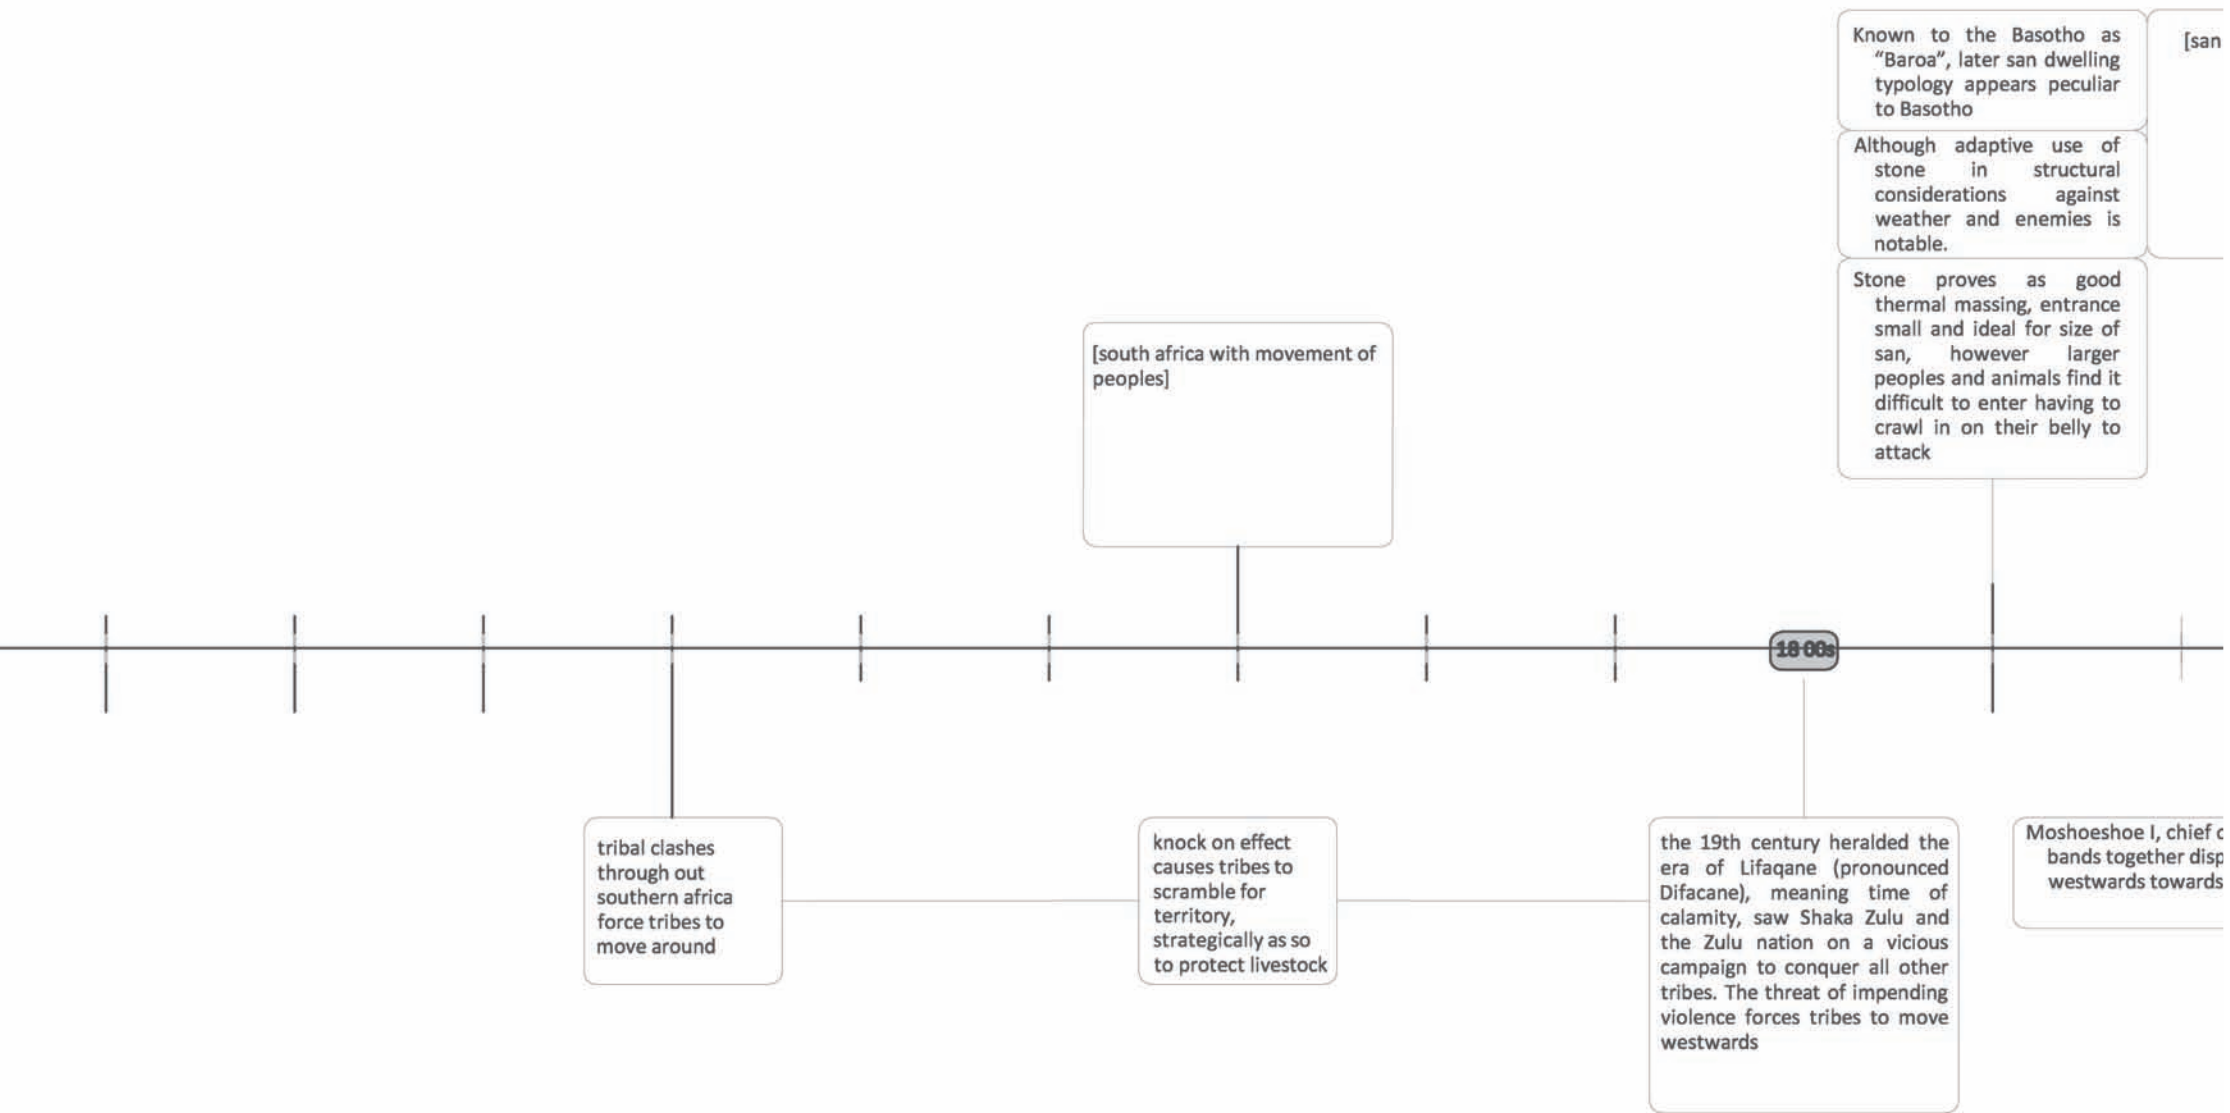 Known to the Basotho as
"Baroa", later san dwelling
typology appears peculiar
to Basotho
Although adaptive use of
stone in structural
considerations against
weather and enemies is
notable.
Stone proves as good
thermal massing, entrance
small and ideal for size of
san, however larger
peoples and animals find it
difficult to enter having to
crawl in on their belly to
attack
[san
[south africa with movement of
peoples]
18 00s
tribal clashes
through out
southern africa
force tribes to
move around
knock on effect
causes tribes to
scramble for
territory,
strategically as so
to protect livestock
the 19th century heralded the
era of Lifaqane (pronounced
Difacane), meaning time of
calamity, saw Shaka Zulu and
the Zulu nation on a vicious
campaign to conquer all other
tribes. The threat of impending
violence forces tribes to move
westwards
Moshoeshoe I, chief
bands together
westwards towards